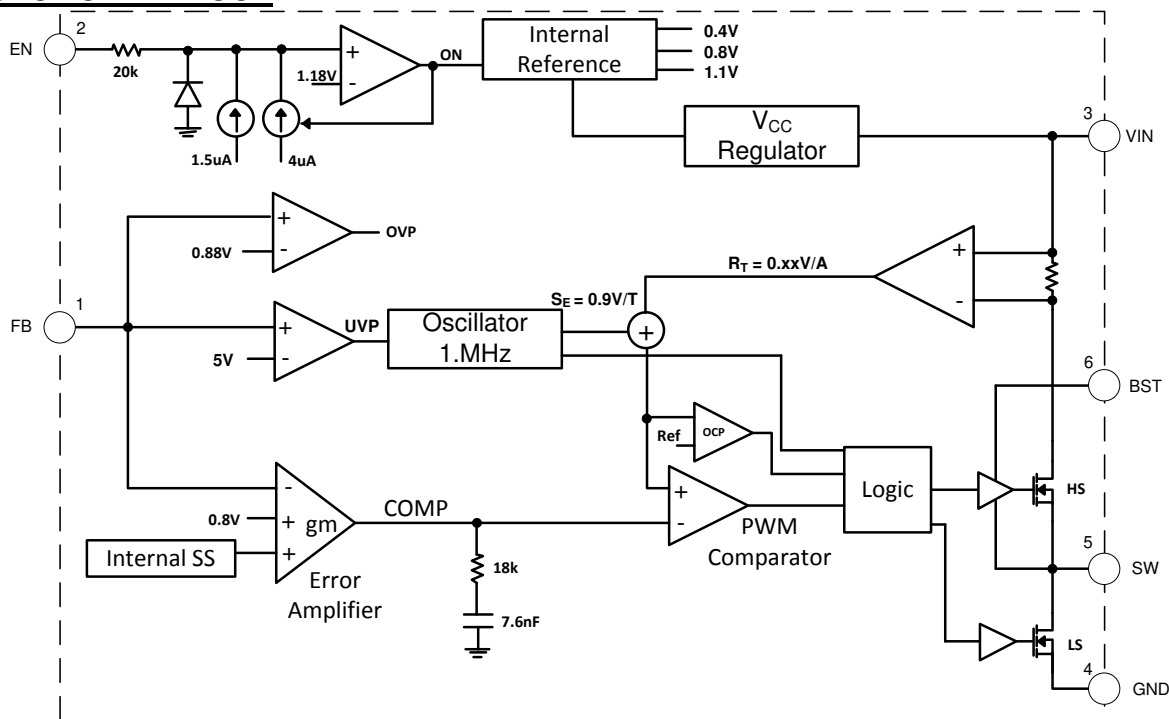 2
EN
20k
1.5uA
4uA
1.18V
+
-
ON
Internal
Reference
0.4V
0.8V
1.1V
VCC
Regulator
3
VIN
+
-
0.88V
OVP
RT = 0.xxV/A
+
-
1
FB
+
-
5V
UVP
Oscillator
1.MHz
SE = 0.9V/T
+
6
BST
Ref
OCP
Logic
HS
-
0.8V
+
+
gm
Internal SS
Error
Amplifier
COMP
18k
7.6nF
+
-
PWM
Comparator
5
SW
LS
4
GND